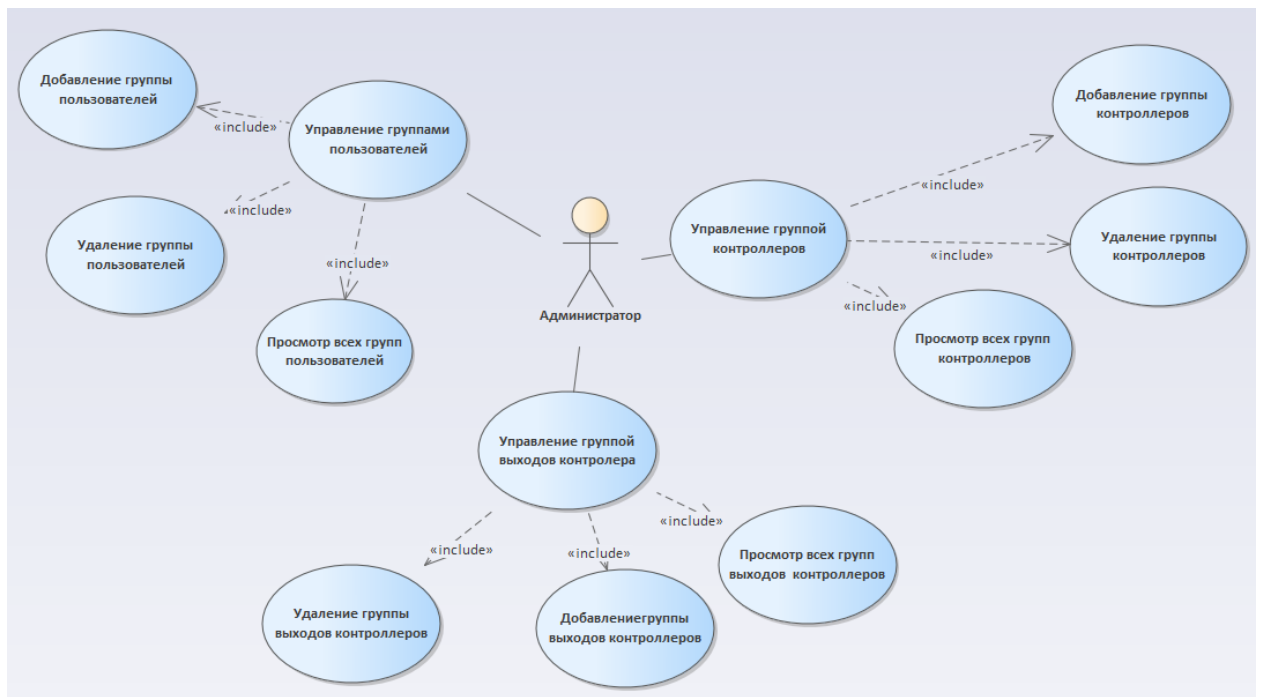 Добавление группы
пользователей
«include»
Управление группами
пользователей
«include»
Удаление группы
пользователей
«include»
Просмотр всех групп
пользователей
Администратор
Управление группой
контроллеров
«include»
Добавление группы
контроллеров
«include»
Удаление группы
контроллеров
«include»
Просмотр всех групп
контроллеров
Управление группой
выходов контролера
«include»
Удаление группы
выходов контроллеров
«include»
Добавлениегруппы
выходов контроллеров
«include»
Просмотр всех групп
выходов контроллеров